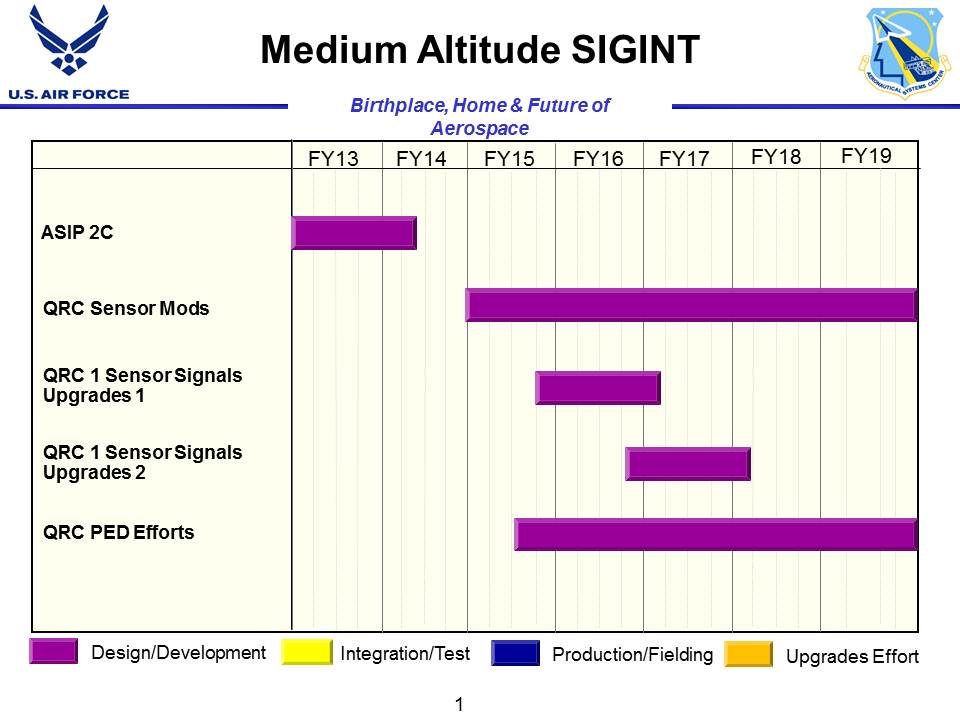 Medium Altitude SIGINT
U.S. AIR FORCE
AERONAUTICAL SYSTEMS CENTER
Birthplace, Home & Future of
Aerospace
FY13 FY14 FY15 FY16 FY17 FY18 FY19
ASIP 2C
QRC Sensor Mods
QRC 1 Sensor Signals
Upgrades 1
QRC 1 Sensor Signals
Upgrades 2
QRC PED Efforts
Design/Development Integration/Test Production/Fielding Upgrades Effort
1